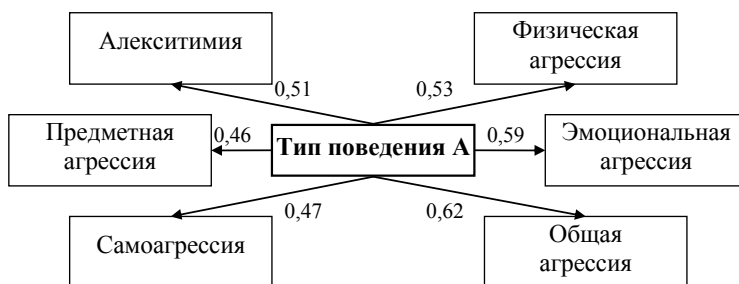 Алекситимия
Физическая
агрессия
0,51
0,53
Предметная
агрессия
0,46
Тип поведения А
0,59
Эмоциональная
агрессия
0,47
0,62
Самоагрессия
Общая
агрессия